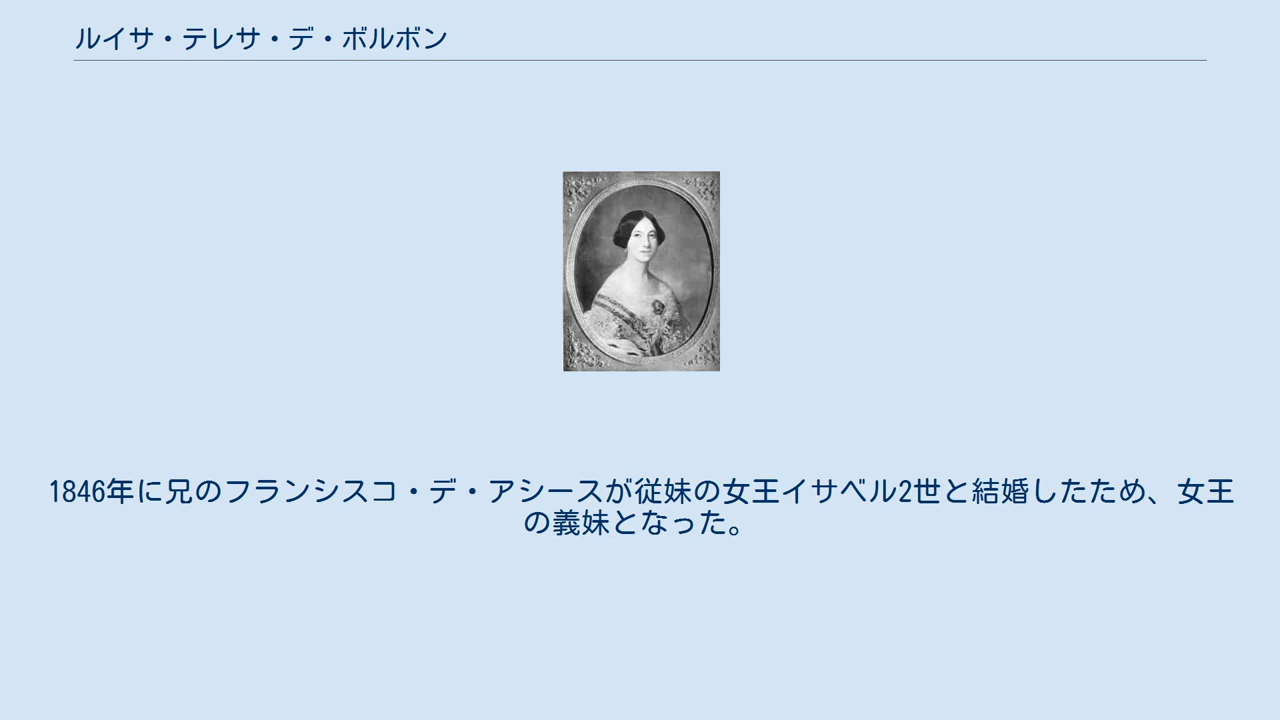 ルイサ・テレサ・デ・ボルボン
1846年に兄のフランシスコ・デ・アシースが従妹の女王イサベル2世と結婚したため、女王
の義妹となった。